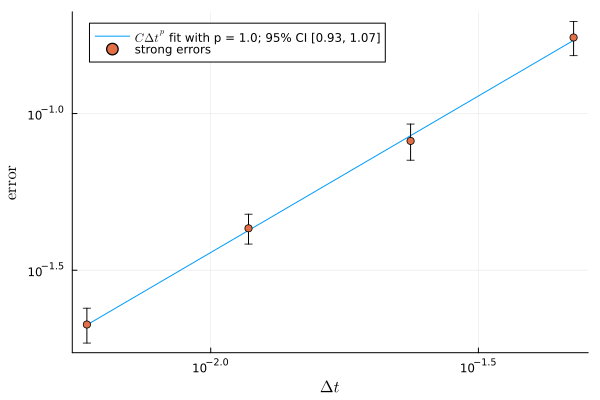 CΔt^p fit with p = 1.0; 95% CI [0.93, 1.07]
strong errors
error
10^−1.0
10^−1.5
10^−2.0
10^−1.5
Δt